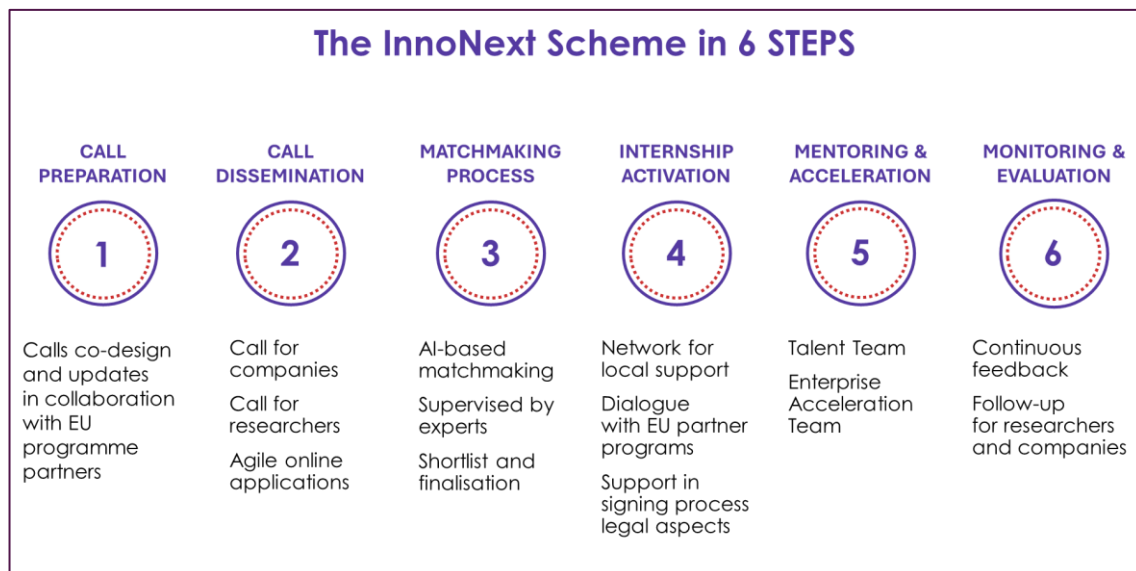 The InnoNext Scheme in 6 STEPS
CALL
PREPARATION
1
Calls co-design
and updates
in collaboration
with EU
programme
partners
CALL
DISSEMINATION
2
Call for
companies
Call for
researchers
Agile online
applications
MATCHMAKING
PROCESS
3
AI-based
matchmaking
Supervised by
experts
Shortlist and
finalisation
INTERNSHIP
ACTIVATION
4
Network for
local support
Dialogue
with EU partner
programs
Support in
signing process
legal aspects
MENTORING &
ACCELERATION
5
Talent Team
Enterprise
Acceleration
Team
MONITORING &
EVALUATION
6
Continuous
feedback
Follow-up
for researchers
and companies